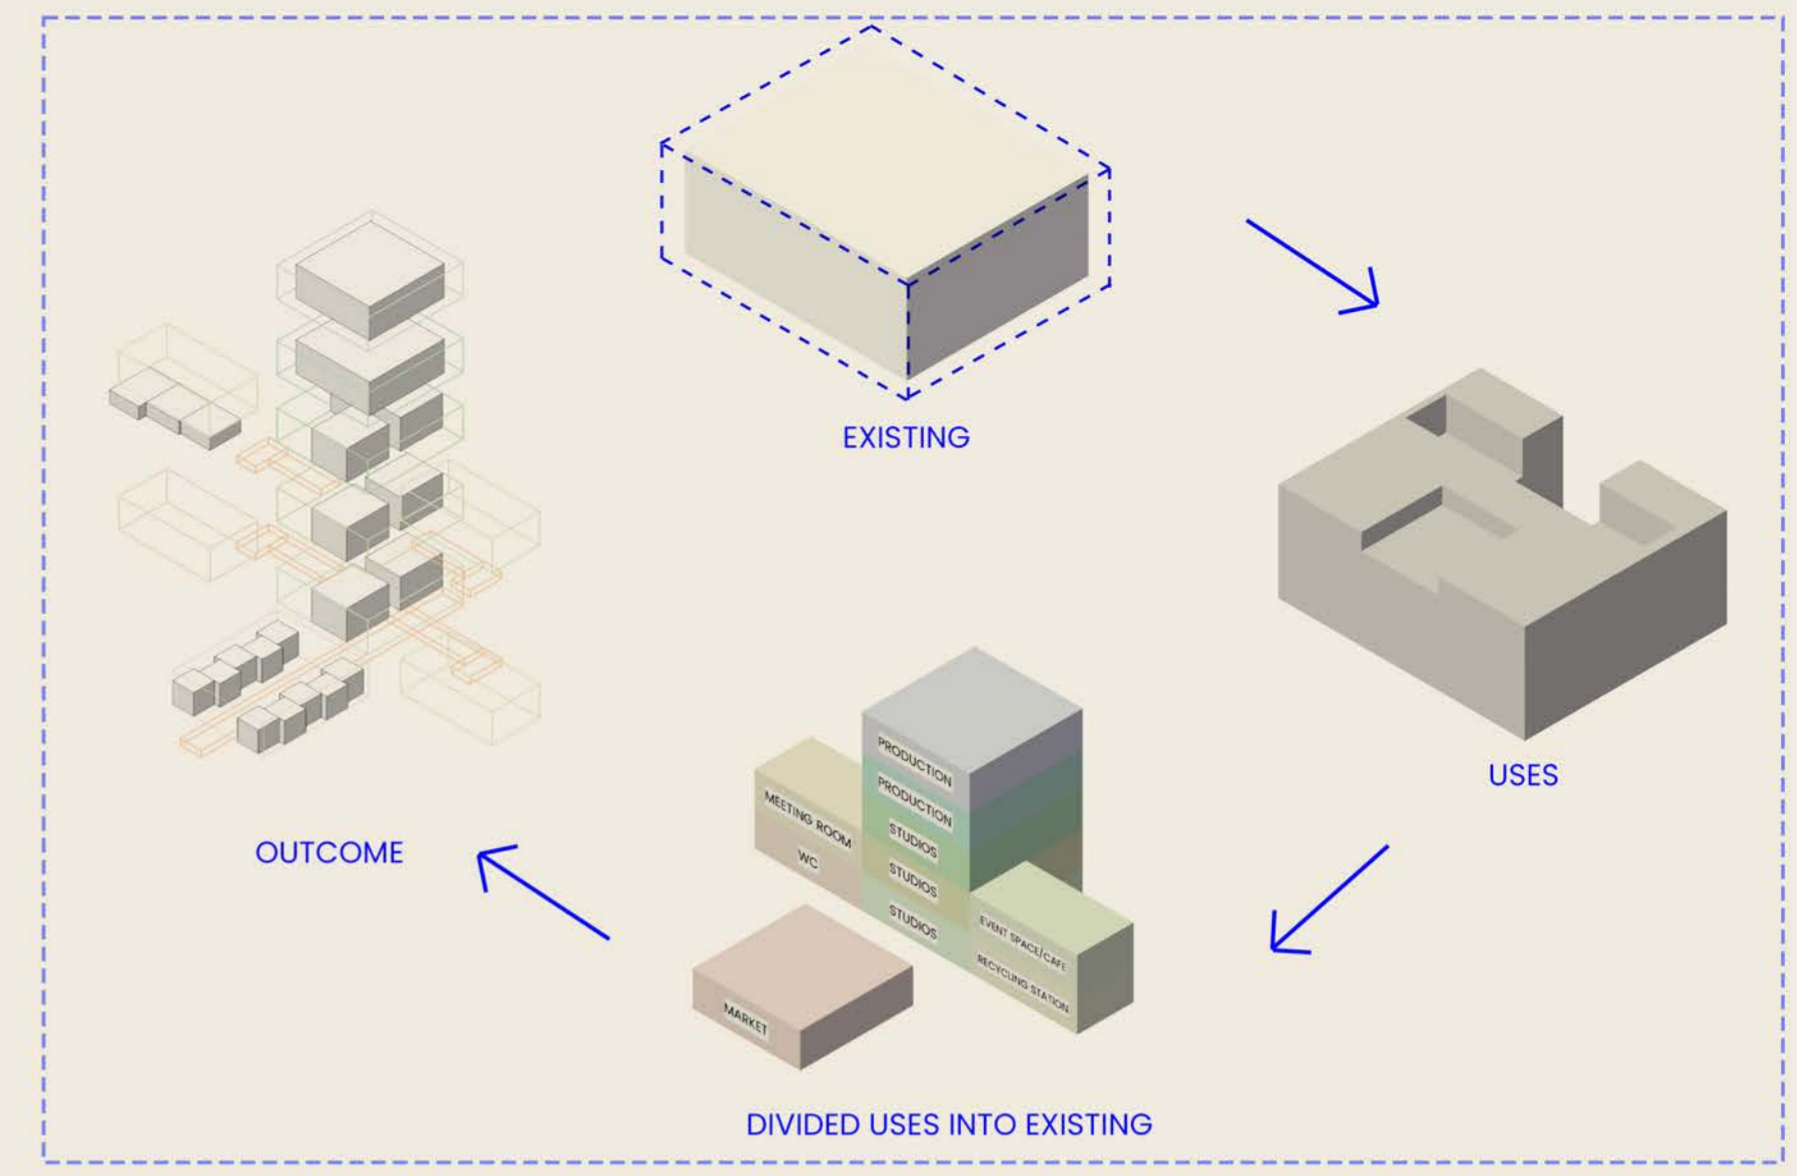 EXISTING
USES
PRODUCTION
PRODUCTION
STUDIOS
STUDIOS
STUDIOS
MEETING ROOM
WC
EVENT SPACE/CAFE
RECYCLING STATION
MARKET
DIVIDED USES INTO EXISTING
OUTCOME